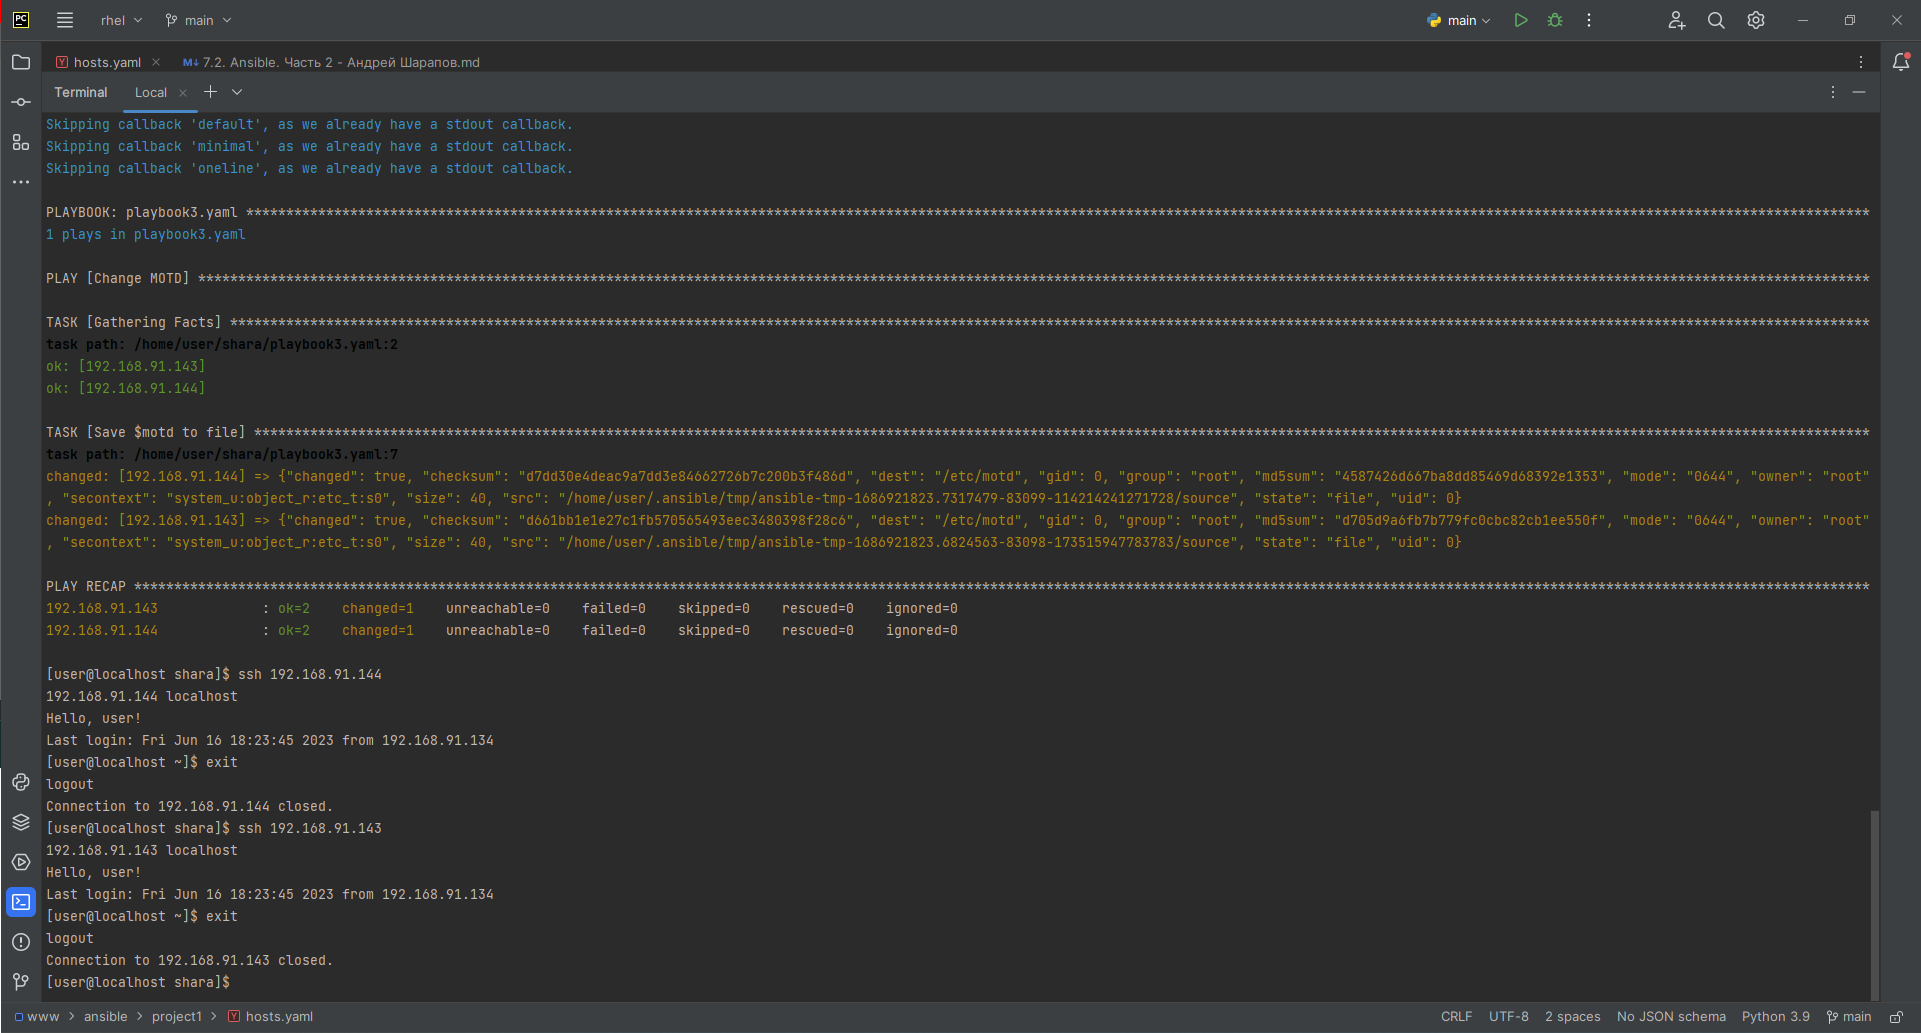 PC rhel main main
hosts.yaml M↓ 7.2. Ansible. Часть 2 - Андрей Шарапов.md
Terminal Local
Skipping callback 'default', as we already have a stdout callback.
Skipping callback 'minimal', as we already have a stdout callback.
Skipping callback 'oneline', as we already have a stdout callback.
PLAYBOOK: playbook3.yaml ***********************************************************************************************************************************************************************************************************
1 plays in playbook3.yaml
PLAY [Change MOTD] *****************************************************************************************************************************************************************************************************************
TASK [Gathering Facts] *************************************************************************************************************************************************************************************************************
task path: /home/user/shara/playbook3.yaml:2
ok: [192.168.91.143]
ok: [192.168.91.144]
TASK [Save $motd to file] **********************************************************************************************************************************************************************************************************
task path: /home/user/shara/playbook3.yaml:7
changed: [192.168.91.144] => {"changed": true, "checksum": "d7dd30e4deac9a7dd3e84662726b7c200b3f486d", "dest": "/etc/motd", "gid": 0, "group": "root", "md5sum": "4587426d667ba8dd85469d68392e1353", "mode": "0644", "owner": "root"
, "secontext": "system_u:object_r:etc_t:s0", "size": 40, "src": "/home/user/.ansible/tmp/ansible-tmp-1686921823.7317479-83099-114214241271728/source", "state": "file", "uid": 0}
changed: [192.168.91.143] => {"changed": true, "checksum": "d661bb1e1e27c1fb570565493eec3480398f28c6", "dest": "/etc/motd", "gid": 0, "group": "root", "md5sum": "d705d9a6fb7b779fc0cbc82cb1ee550f", "mode": "0644", "owner": "root"
, "secontext": "system_u:object_r:etc_t:s0", "size": 40, "src": "/home/user/.ansible/tmp/ansible-tmp-1686921823.6824563-83098-173515947783783/source", "state": "file", "uid": 0}
PLAY RECAP *************************************************************************************************************************************************************************************************************************
192.168.91.143 : ok=2 changed=1 unreachable=0 failed=0 skipped=0 rescued=0 ignored=0
192.168.91.144 : ok=2 changed=1 unreachable=0 failed=0 skipped=0 rescued=0 ignored=0
[user@localhost shara]$ ssh 192.168.91.144
192.168.91.144 localhost
Hello, user!
Last login: Fri Jun 16 18:23:45 2023 from 192.168.91.134
[user@localhost ~]$ exit
logout
Connection to 192.168.91.144 closed.
[user@localhost shara]$ ssh 192.168.91.143
192.168.91.143 localhost
Hello, user!
Last login: Fri Jun 16 18:23:45 2023 from 192.168.91.134
[user@localhost ~]$ exit
logout
Connection to 192.168.91.143 closed.
[user@localhost shara]$
www > ansible > project1 > hosts.yaml CRLF UTF-8 2 spaces No JSON schema Python 3.9 main